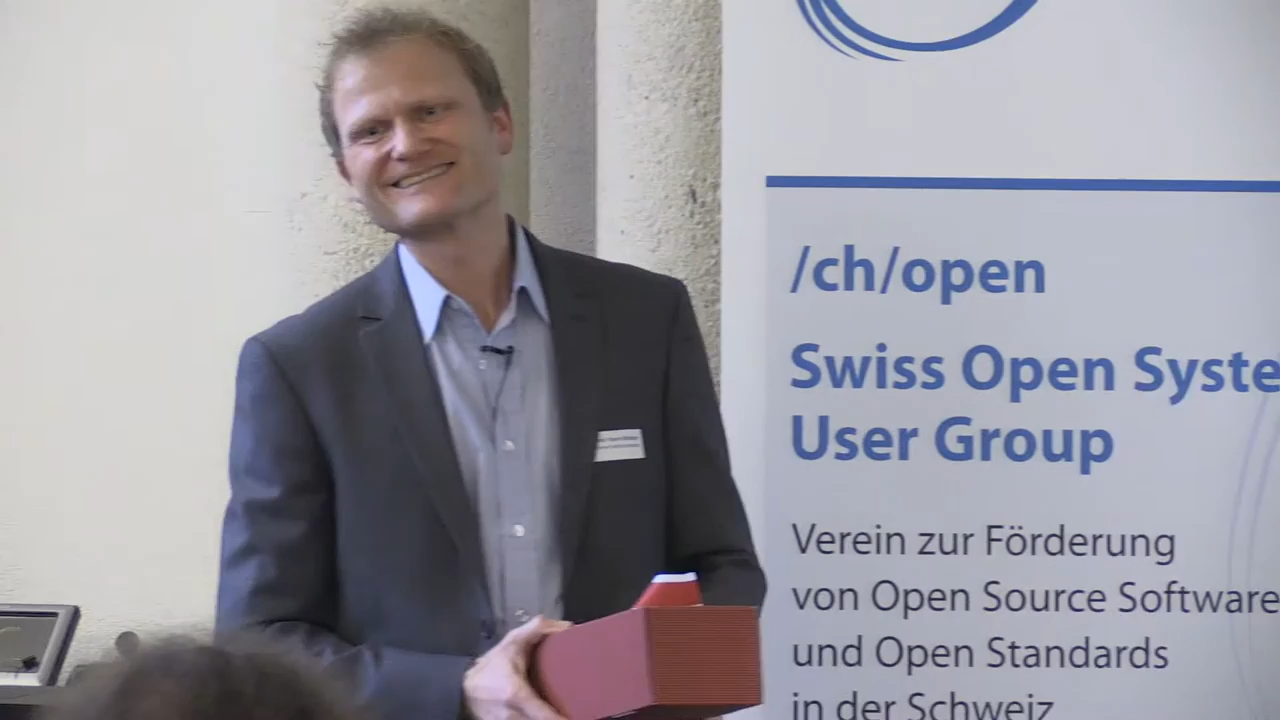 /ch/open
Swiss Open Syste
User Group
Verein zur Förderung
von Open Source Software
und Open Standards
in der Schweiz